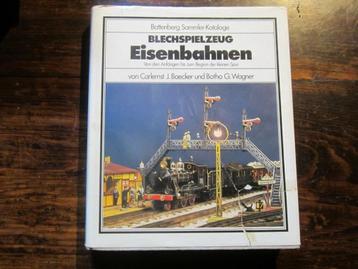 Battenberg Sammler-Kataloge
BLECHSPIELZEUG
Eisenbahnen
Von den Anfängen bis zum Beginn der kleinen Spur
von Carlernst J. Baecker und Botho G. Wagner